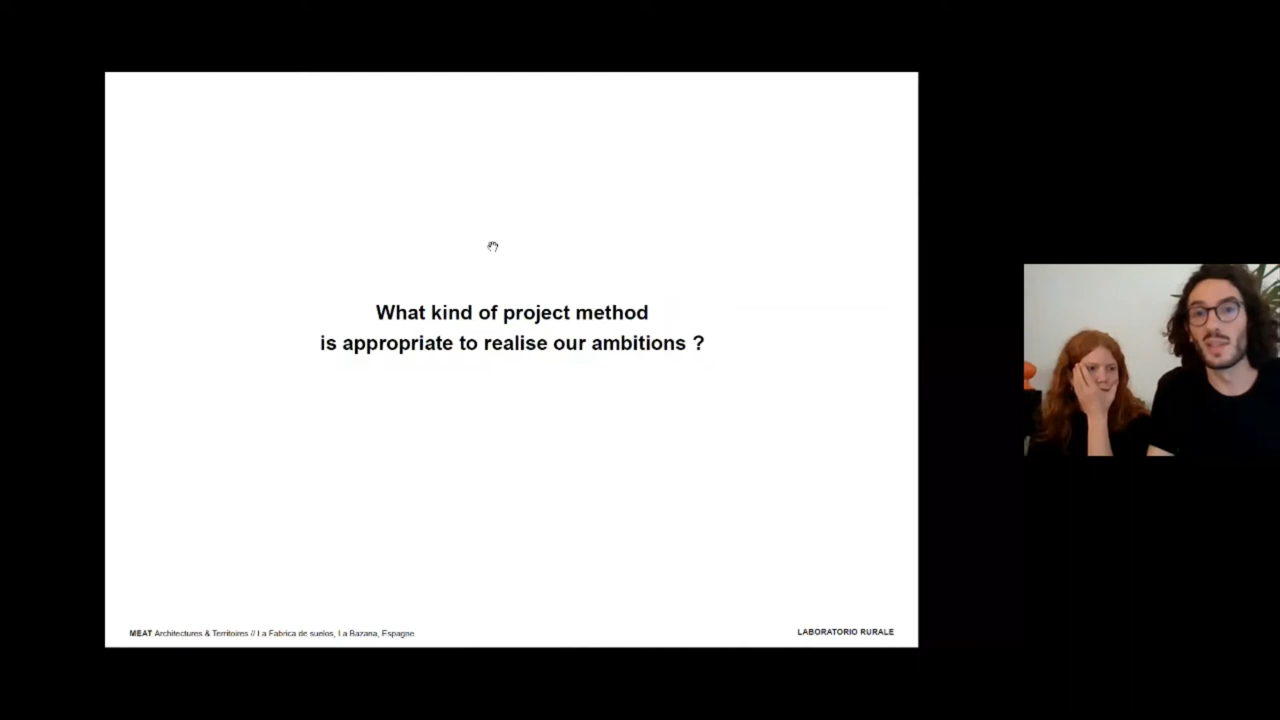 What kind of project method
is appropriate to realise our ambitions ?
MEAT Architectures & Territoires // La Fabrica de suelos, La Bazana, Espagne
LABORATORIO RURALE